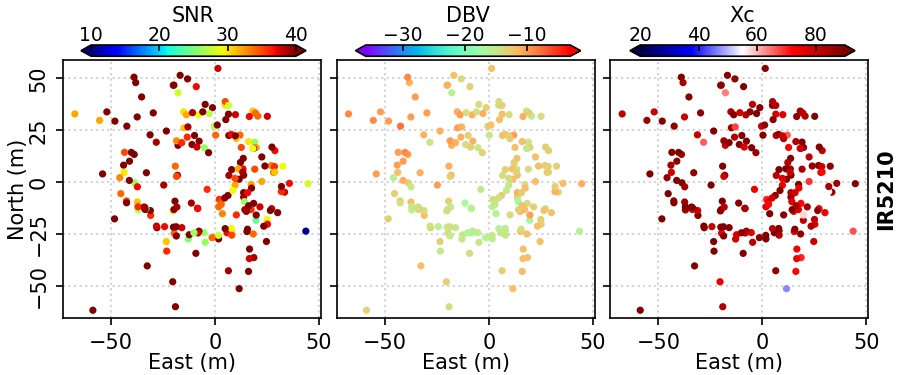 SNR DBV Xc
10 20 30 40 −30 −20 −10 20 40 60 80
50
25
0
−25
−50
North (m)
IR5210
−50 0 50 −50 0 50 −50 0 50
East (m) East (m) East (m)